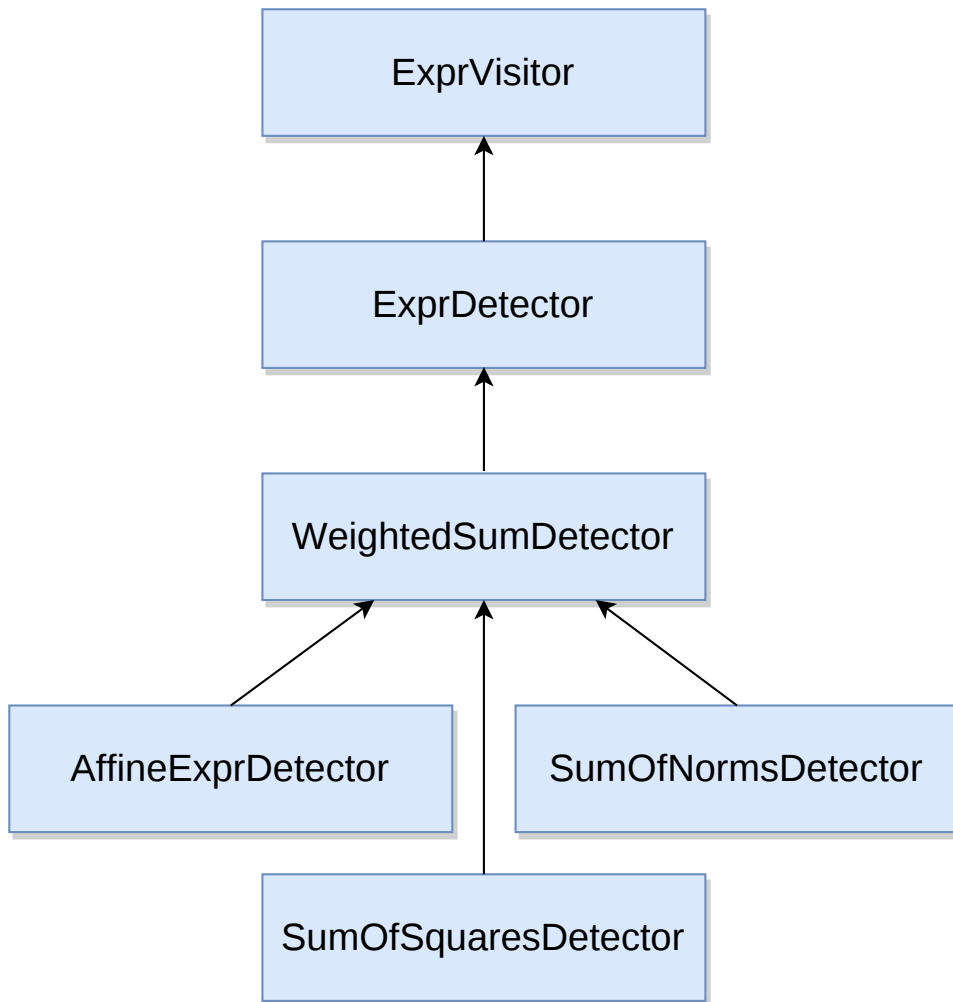 ExprVisitor
ExprDetector
WeightedSumDetector
AffineExprDetector
SumOfNormsDetector
SumOfSquaresDetector